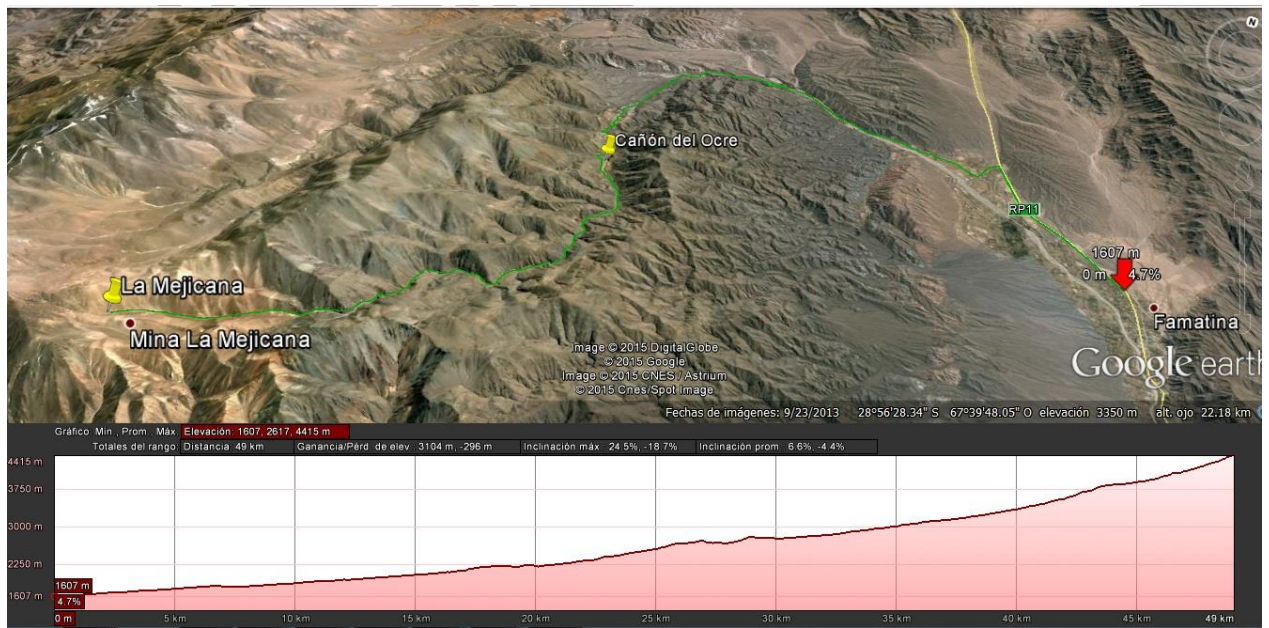 N
Cañón del Ocre
RP11
1607 m
0 m 4.7%
La Mejicana
Mina La Mejicana
Famatina
Image © 2015 DigitalGlobe
© 2015 Google
Image © 2015 CNES / Astrium
© 2015 Cnes/Spot Image
Google earth
Fechas de imágenes: 9/23/2013 28°56'28.34" S 67°39'48.05" O elevación 3350 m alt. ojo 22.18 km
Gráfico: Mín., Prom., Máx. Elevación: 1607, 2617, 4415 m
Totales del rango: Distancia: 49 km Ganancia/Pérd. de elev.: 3104 m, -296 m Inclinación máx.: 24.5%, -18.7% Inclinación prom.: 6.6%, -4.4%
4415 m
3750 m
3000 m
2250 m
1607 m
1607 m
4.7%
0 m 5 km 10 km 15 km 20 km 25 km 30 km 35 km 40 km 45 km 49 km